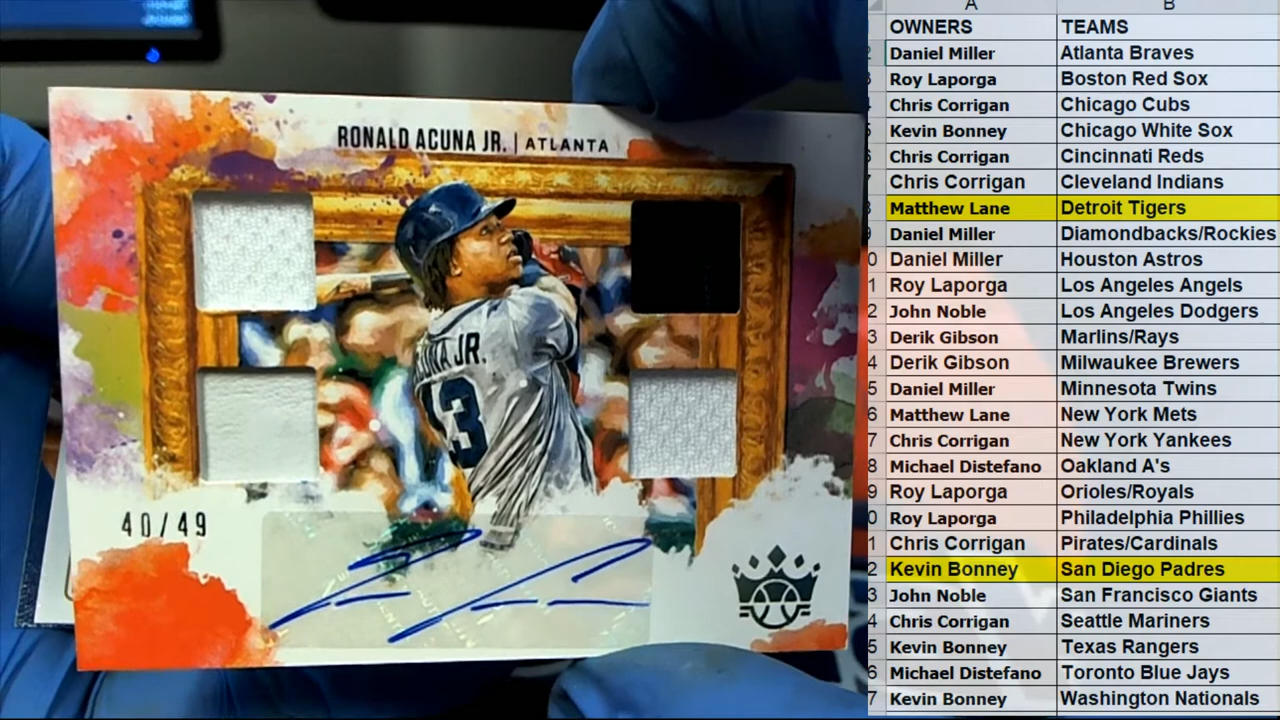 RONALD ACUNA JR. | ATLANTA
CUNA JR.
13
40/49
A B
OWNERS TEAMS
Daniel Miller Atlanta Braves
Roy Laporga Boston Red Sox
Chris Corrigan Chicago Cubs
Kevin Bonney Chicago White Sox
Chris Corrigan Cincinnati Reds
Chris Corrigan Cleveland Indians
Matthew Lane Detroit Tigers
Daniel Miller Diamondbacks/Rockies
Daniel Miller Houston Astros
Roy Laporga Los Angeles Angels
John Noble Los Angeles Dodgers
Derik Gibson Marlins/Rays
Derik Gibson Milwaukee Brewers
Daniel Miller Minnesota Twins
Matthew Lane New York Mets
Chris Corrigan New York Yankees
Michael Distefano Oakland A's
Roy Laporga Orioles/Royals
Roy Laporga Philadelphia Phillies
Chris Corrigan Pirates/Cardinals
Kevin Bonney San Diego Padres
John Noble San Francisco Giants
Chris Corrigan Seattle Mariners
Kevin Bonney Texas Rangers
Michael Distefano Toronto Blue Jays
Kevin Bonney Washington Nationals